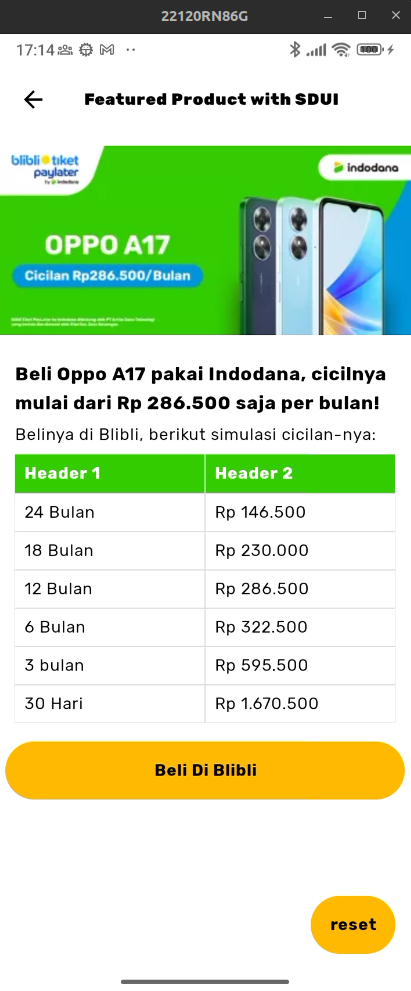 22120RN86G
17:14
100
Featured Product with SDUI
blibli tiket
paylater
by indodana
indodana
OPPO A17
Cicilan Rp286.500/Bulan
Beli Oppo A17 pakai Indodana, cicilnya
mulai dari Rp 286.500 saja per bulan!
Belinya di Blibli, berikut simulasi cicilan-nya:
Header 1 Header 2
24 Bulan Rp 146.500
18 Bulan Rp 230.000
12 Bulan Rp 286.500
6 Bulan Rp 322.500
3 bulan Rp 595.500
30 Hari Rp 1.670.500
Beli Di Blibli
reset